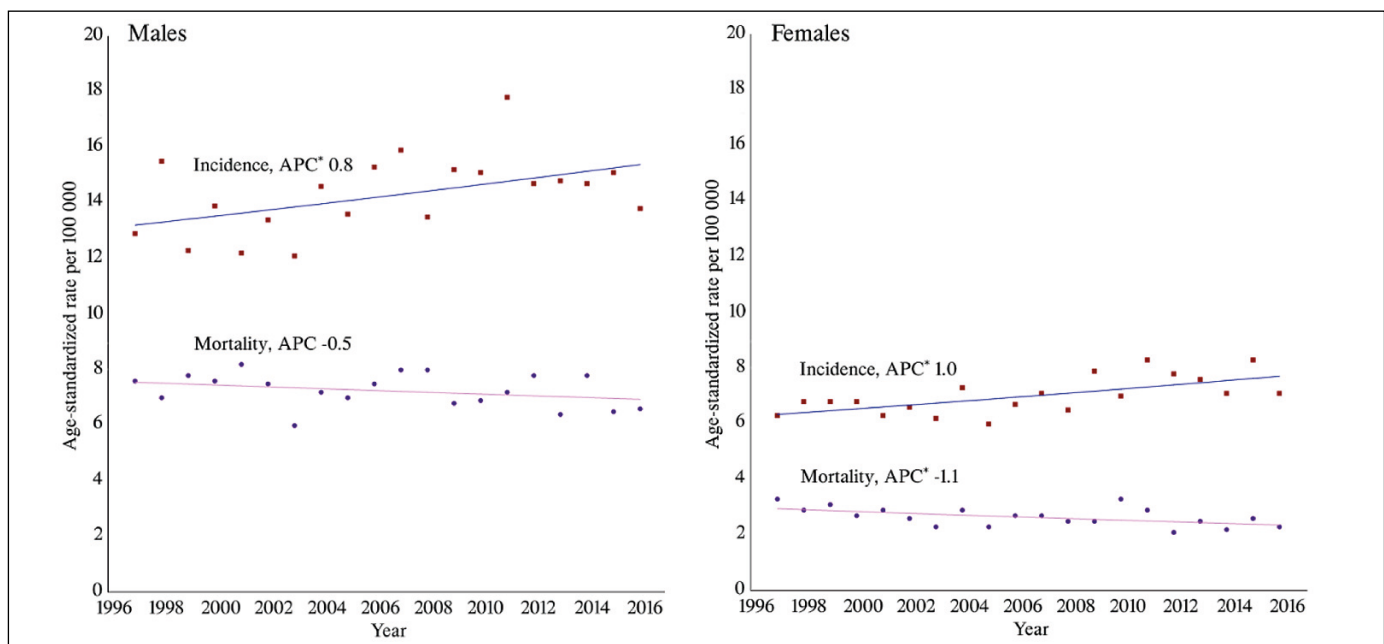 Males
Age-standardized rate per 100 000
20
18
16
14
12
10
8
6
4
2
0
Incidence, APC* 0.8
Mortality, APC -0.5
1996 1998 2000 2002 2004 2006 2008 2010 2012 2014 2016
Year
Females
Age-standardized rate per 100 000
20
18
16
14
12
10
8
6
4
2
0
Incidence, APC* 1.0
Mortality, APC* -1.1
1996 1998 2000 2002 2004 2006 2008 2010 2012 2014 2016
Year